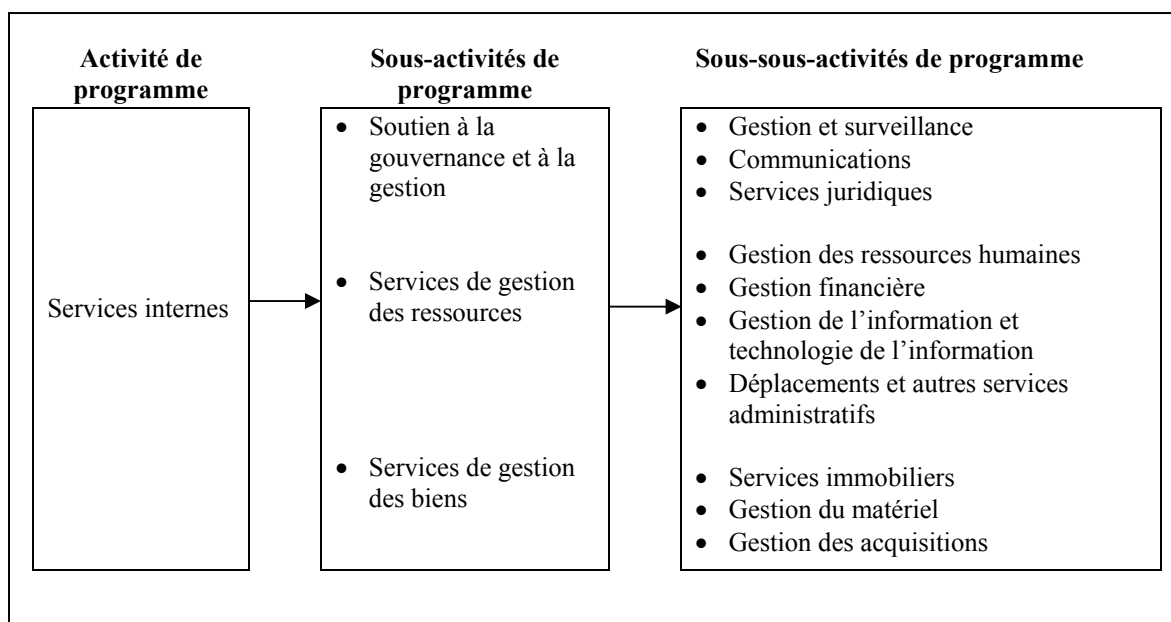 Activité de
programme
Sous-activités de
programme
Sous-sous-activités de programme
Services internes
• Soutien à la
gouvernance et à la
gestion
• Services de gestion
des ressources
• Services de gestion
des biens
• Gestion et surveillance
• Communications
• Services juridiques
• Gestion des ressources humaines
• Gestion financière
• Gestion de l’information et
technologie de l’information
• Déplacements et autres services
administratifs
• Services immobiliers
• Gestion du matériel
• Gestion des acquisitions